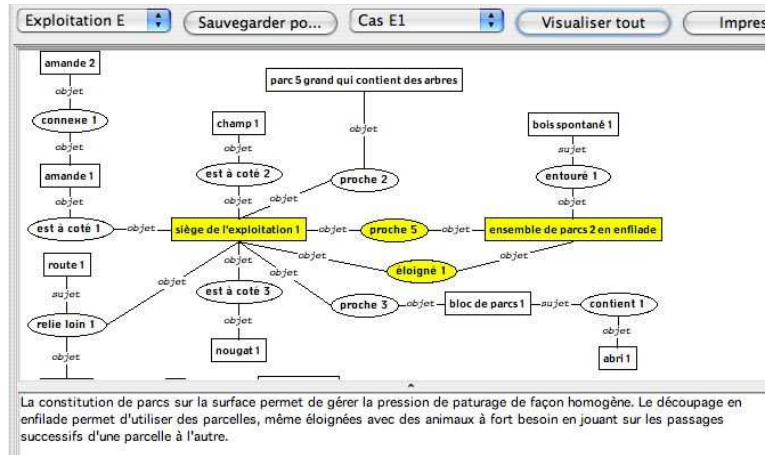 Exploitation E Sauvegarder po... Cas E1 Visualiser tout Impres
amande 2
parc 5 grand qui contient des arbres
objet
connexe 1
champ 1
bois spontané 1
objet
sujet
objet
objet
amande 1
est à coté 2
proche 2
entouré 1
objet
objet
objet
objet
est à coté 1 objet siège de l'exploitation 1 objet proche 5 objet ensemble de parcs 2 en enfilade
route 1
objet
objet
objet
éloigné 1
objet
objet
sujet
est à coté 3
relie loin 1
proche 3 objet bloc de parcs 1 sujet contient 1
objet
objet
objet
nougat 1
abri 1
La constitution de parcs sur la surface permet de gérer la pression de paturage de façon homogène. Le découpage en
enfilade permet d'utiliser des parcelles, même éloignées avec des animaux à fort besoin en jouant sur les passages
successifs d'une parcelle à l'autre.